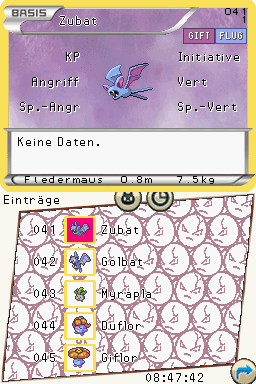 BASIS
Zubat
041
1
GIFT FLUG
KP Initiative
Angriff Vert
Sp.-Angr Sp.-Vert
Keine Daten.
Fledermaus 0.8m 7.5kg
Einträge
041 Zubat
042 Golbat
043 Myrapla
044 Duflor
045 Giflor
08:47:42